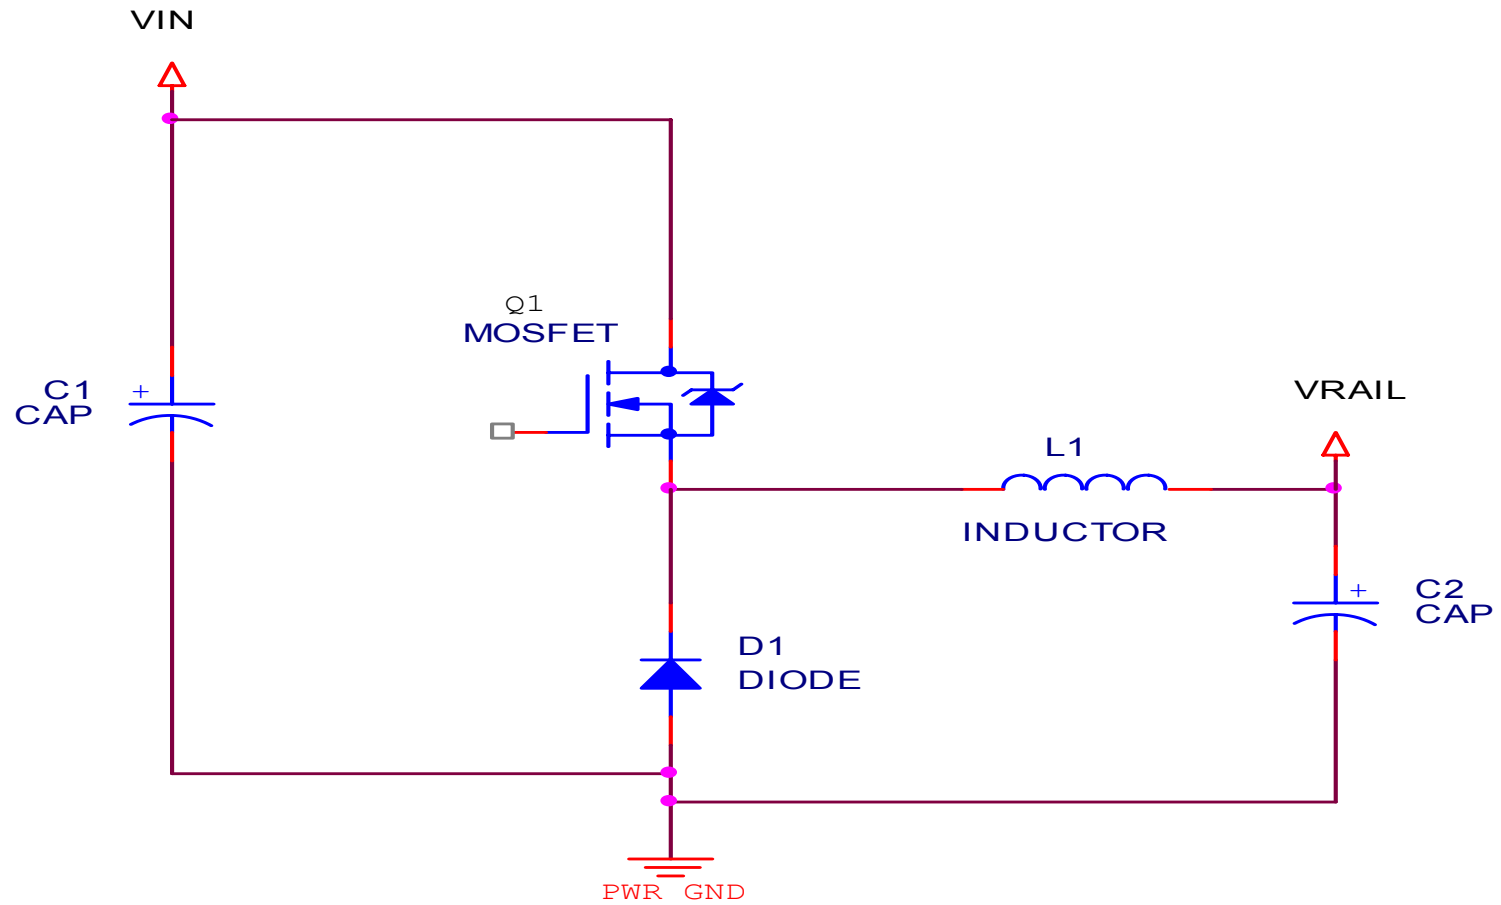 VIN
Q1
MOSFET
C1
+
CAP
VRAIL
L1
INDUCTOR
+
C2
CAP
D1
DIODE
PWR GND